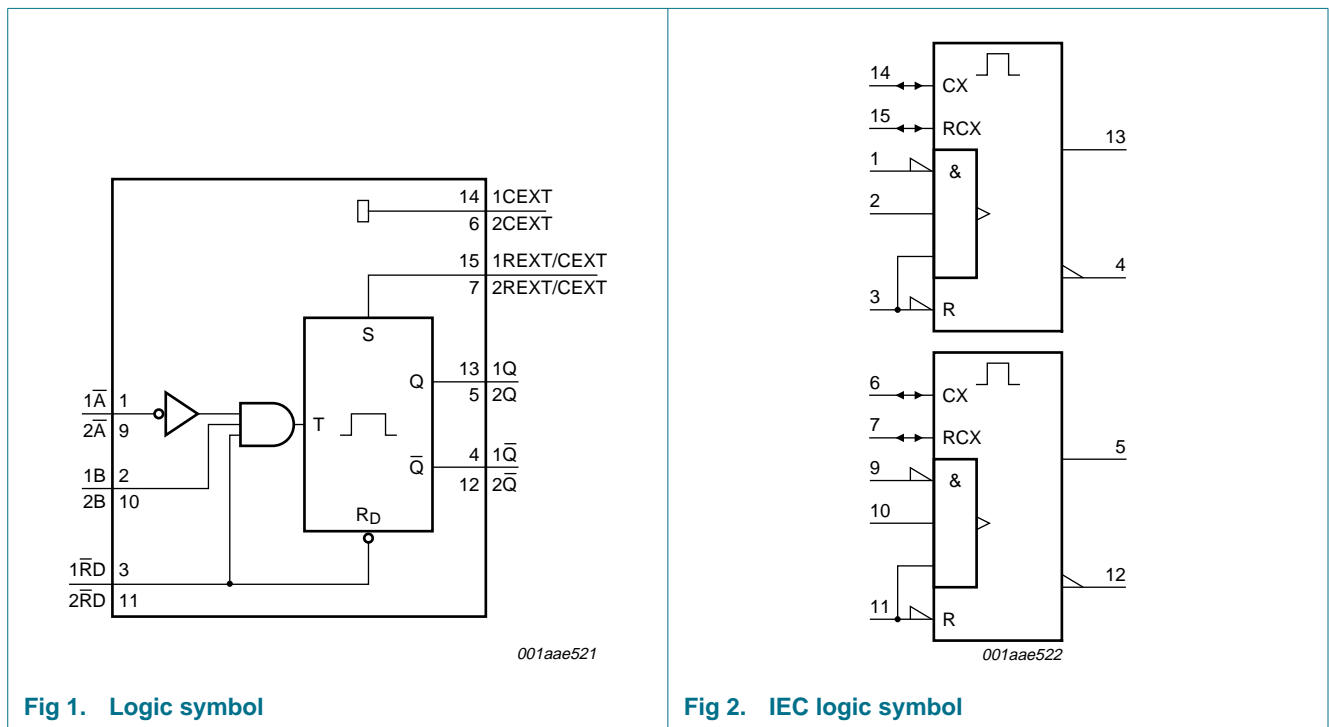 14 1CEXT
6 2CEXT
15 1REXT/CEXT
7 2REXT/CEXT
S
Q
13 1Q
5 2Q
1A̅ 1
2A̅ 9
T
Q̅
4 1Q̅
12 2Q̅
1B 2
2B 10
RD
1R̅D 3
2R̅D 11
001aae521
Fig 1. Logic symbol
14 CX
15 RCX
13
1
&
2
4
3 R
6 CX
7 RCX
5
9
&
10
12
11 R
001aae522
Fig 2. IEC logic symbol